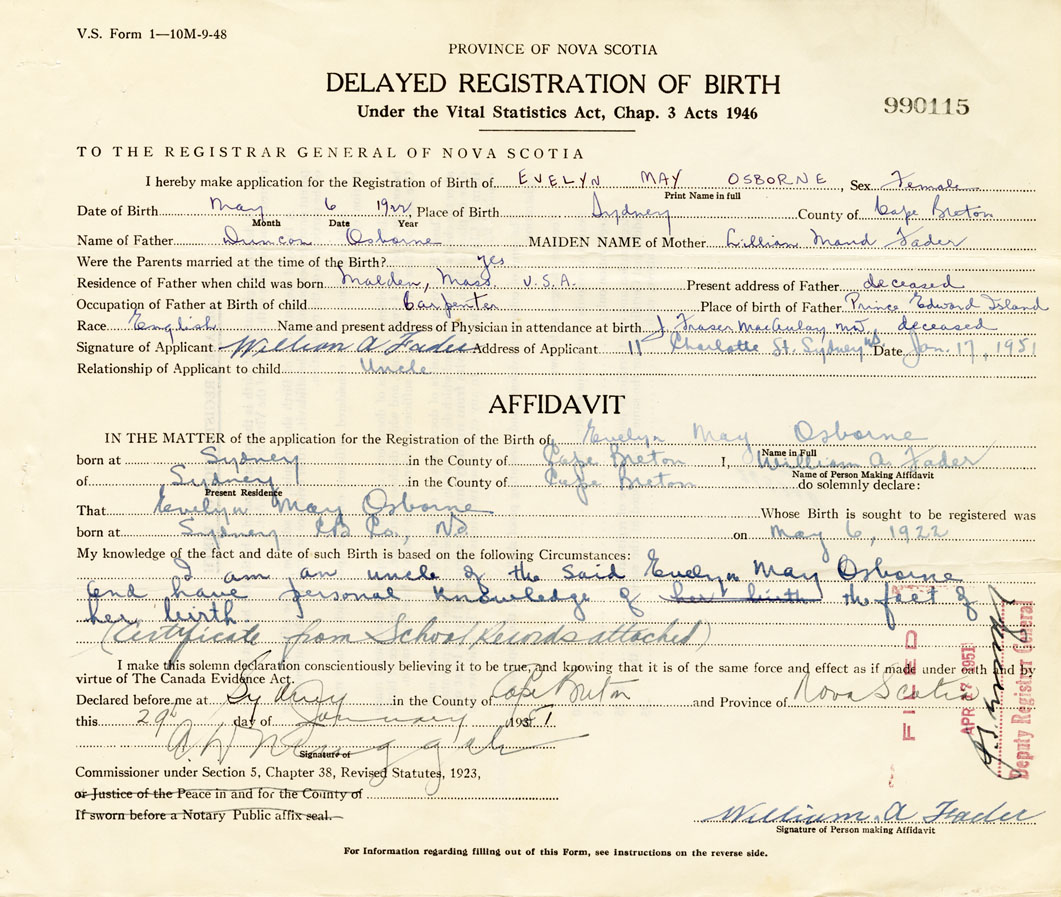 V.S. Form 1—10M-9-48
PROVINCE OF NOVA SCOTIA
DELAYED REGISTRATION OF BIRTH
Under the Vital Statistics Act, Chap. 3 Acts 1946
990115
TO THE REGISTRAR GENERAL OF NOVA SCOTIA
I hereby make application for the Registration of Birth of EVELYN MAY OSBORNE, Sex Female
Print Name in full
Date of Birth May 6 1922, Place of Birth Sydney County of Cape Breton
Month Date Year
Name of Father Duncan Osborne MAIDEN NAME of Mother Lillian Maud Fader
Were the Parents married at the time of the Birth? yes
Residence of Father when child was born Malden, Mass. U.S.A. Present address of Father deceased
Occupation of Father at Birth of child Carpenter Place of birth of Father Prince Edward Island
Race English Name and present address of Physician in attendance at birth J. Fraser MacAulay MD, deceased
Signature of Applicant William A Fader Address of Applicant 11 Charlotte St. Sydney NS Date Jan. 17, 1951
Relationship of Applicant to child Uncle
AFFIDAVIT
IN THE MATTER of the application for the Registration of the Birth of Evelyn May Osborne
Name in Full
born at Sydney in the County of Cape Breton I, William A. Fader
Name of Person Making Affidavit
of Sydney in the County of Cape Breton do solemnly declare:
Present Residence
That Evelyn May Osborne Whose Birth is sought to be registered was
born at Sydney CB Co., NS on May 6, 1922
My knowledge of the fact and date of such Birth is based on the following Circumstances:
I am an uncle of the said Evelyn May Osborne
and have personal knowledge of her birth the fact of
her birth.
(Certificate from School Records attached)
I make this solemn declaration conscientiously believing it to be true, and knowing that it is of the same force and effect as if made under oath and by
virtue of The Canada Evidence Act.
Declared before me at Sydney in the County of Cape Breton and Province of Nova Scotia
this 29th day of January 1951
Signature of
Commissioner under Section 5, Chapter 38, Revised Statutes, 1923,
or Justice of the Peace in and for the County of
If sworn before a Notary Public affix seal.
William A Fader
Signature of Person making Affidavit
For Information regarding filling out of this Form, see instructions on the reverse side.
FILED
APR 17 1951
Deputy Registrar General